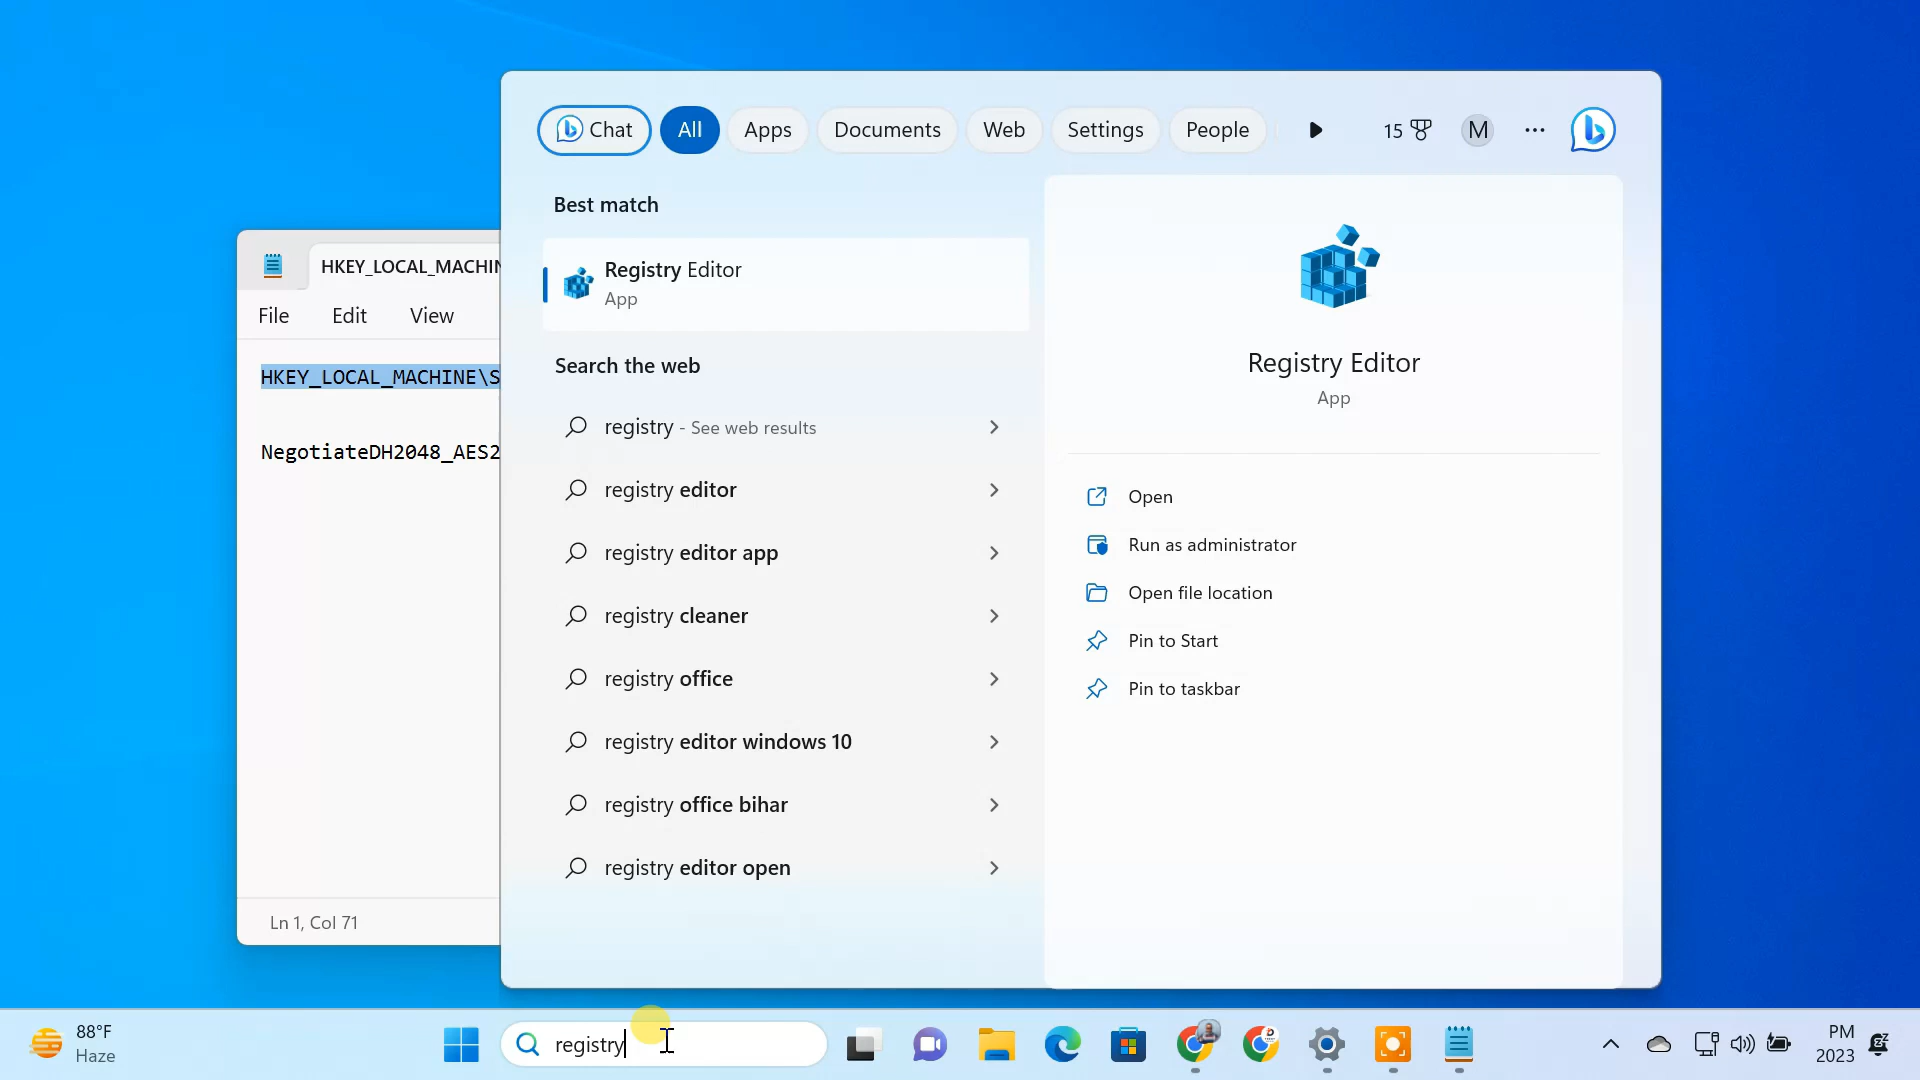 Chat
All
Apps
Documents
Web
Settings
People
15
M
Best match
Registry Editor
App
Search the web
registry - See web results
registry editor
registry editor app
registry cleaner
registry office
registry editor windows 10
registry office bihar
registry editor open
Registry Editor
App
Open
Run as administrator
Open file location
Pin to Start
Pin to taskbar
HKEY_LOCAL_MACHIN
File Edit View
HKEY_LOCAL_MACHINE\S
NegotiateDH2048_AES2
Ln 1, Col 71
88°F
Haze
registry
PM
2023